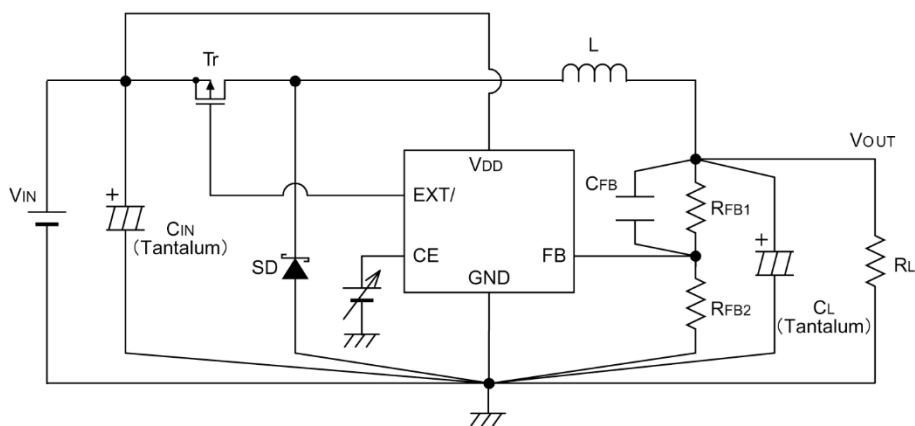 Tr
L
VOUT
VDD
CFB
VIN
+
EXT/
RFB1
CIN
(Tantalum)
+
SD
CE
FB
RL
GND
RFB2
CL
(Tantalum)